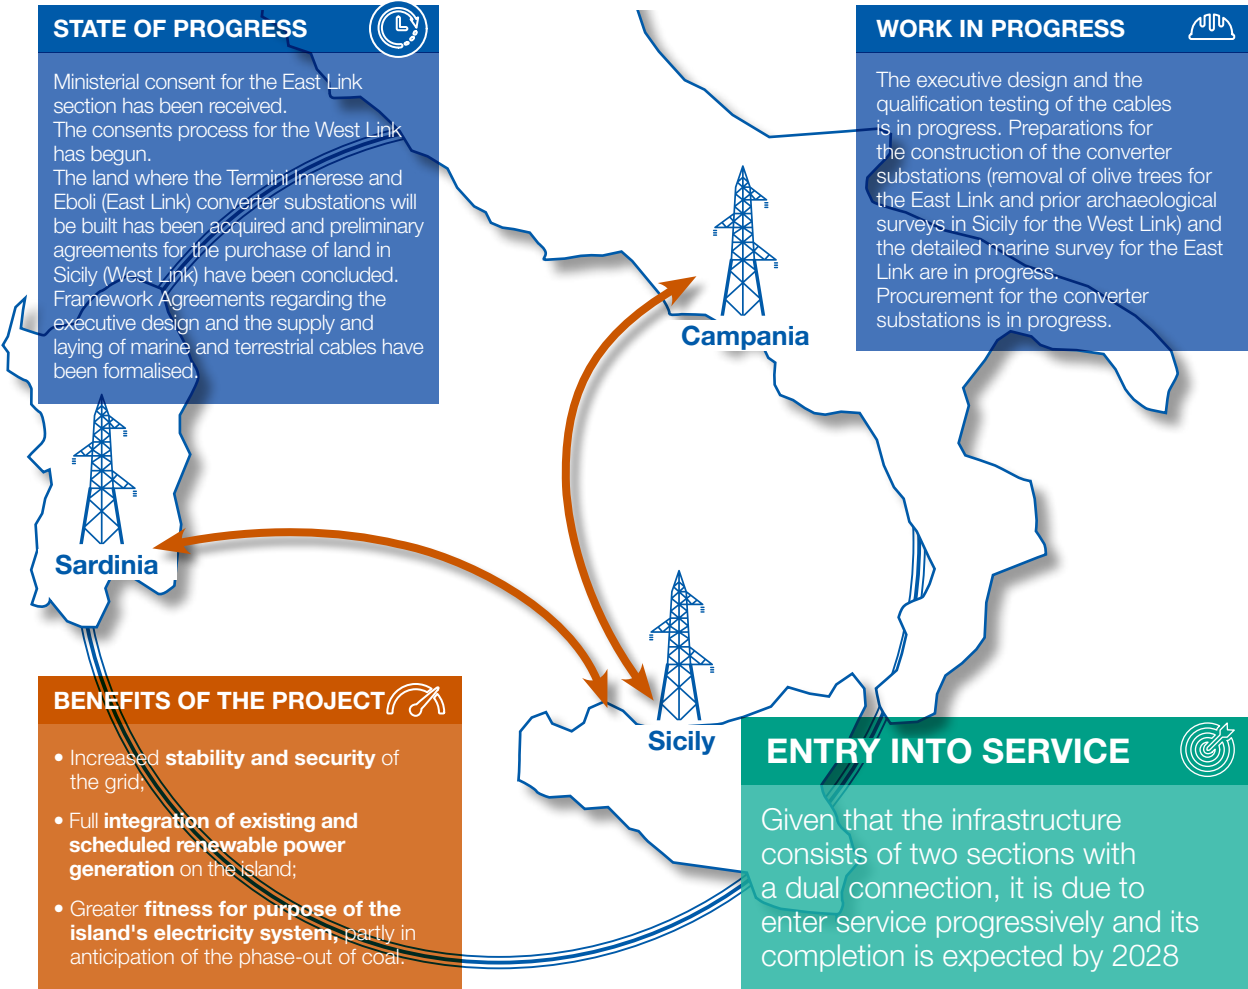 STATE OF PROGRESS
Ministerial consent for the East Link
section has been received.
The consents process for the West Link
has begun.
The land where the Termini Imerese and
Eboli (East Link) converter substations will
be built has been acquired and preliminary
agreements for the purchase of land in
Sicily (West Link) have been concluded.
Framework Agreements regarding the
executive design and the supply and
laying of marine and terrestrial cables have
been formalised.
WORK IN PROGRESS
The executive design and the
qualification testing of the cables
is in progress. Preparations for
the construction of the converter
substations (removal of olive trees for
the East Link and prior archaeological
surveys in Sicily for the West Link) and
the detailed marine survey for the East
Link are in progress.
Procurement for the converter
substations is in progress.
Campania
Sardinia
Sicily
BENEFITS OF THE PROJECT
• Increased stability and security of
the grid;
• Full integration of existing and
scheduled renewable power
generation on the island;
• Greater fitness for purpose of the
island's electricity system, partly in
anticipation of the phase-out of coal.
ENTRY INTO SERVICE
Given that the infrastructure
consists of two sections with
a dual connection, it is due to
enter service progressively and its
completion is expected by 2028